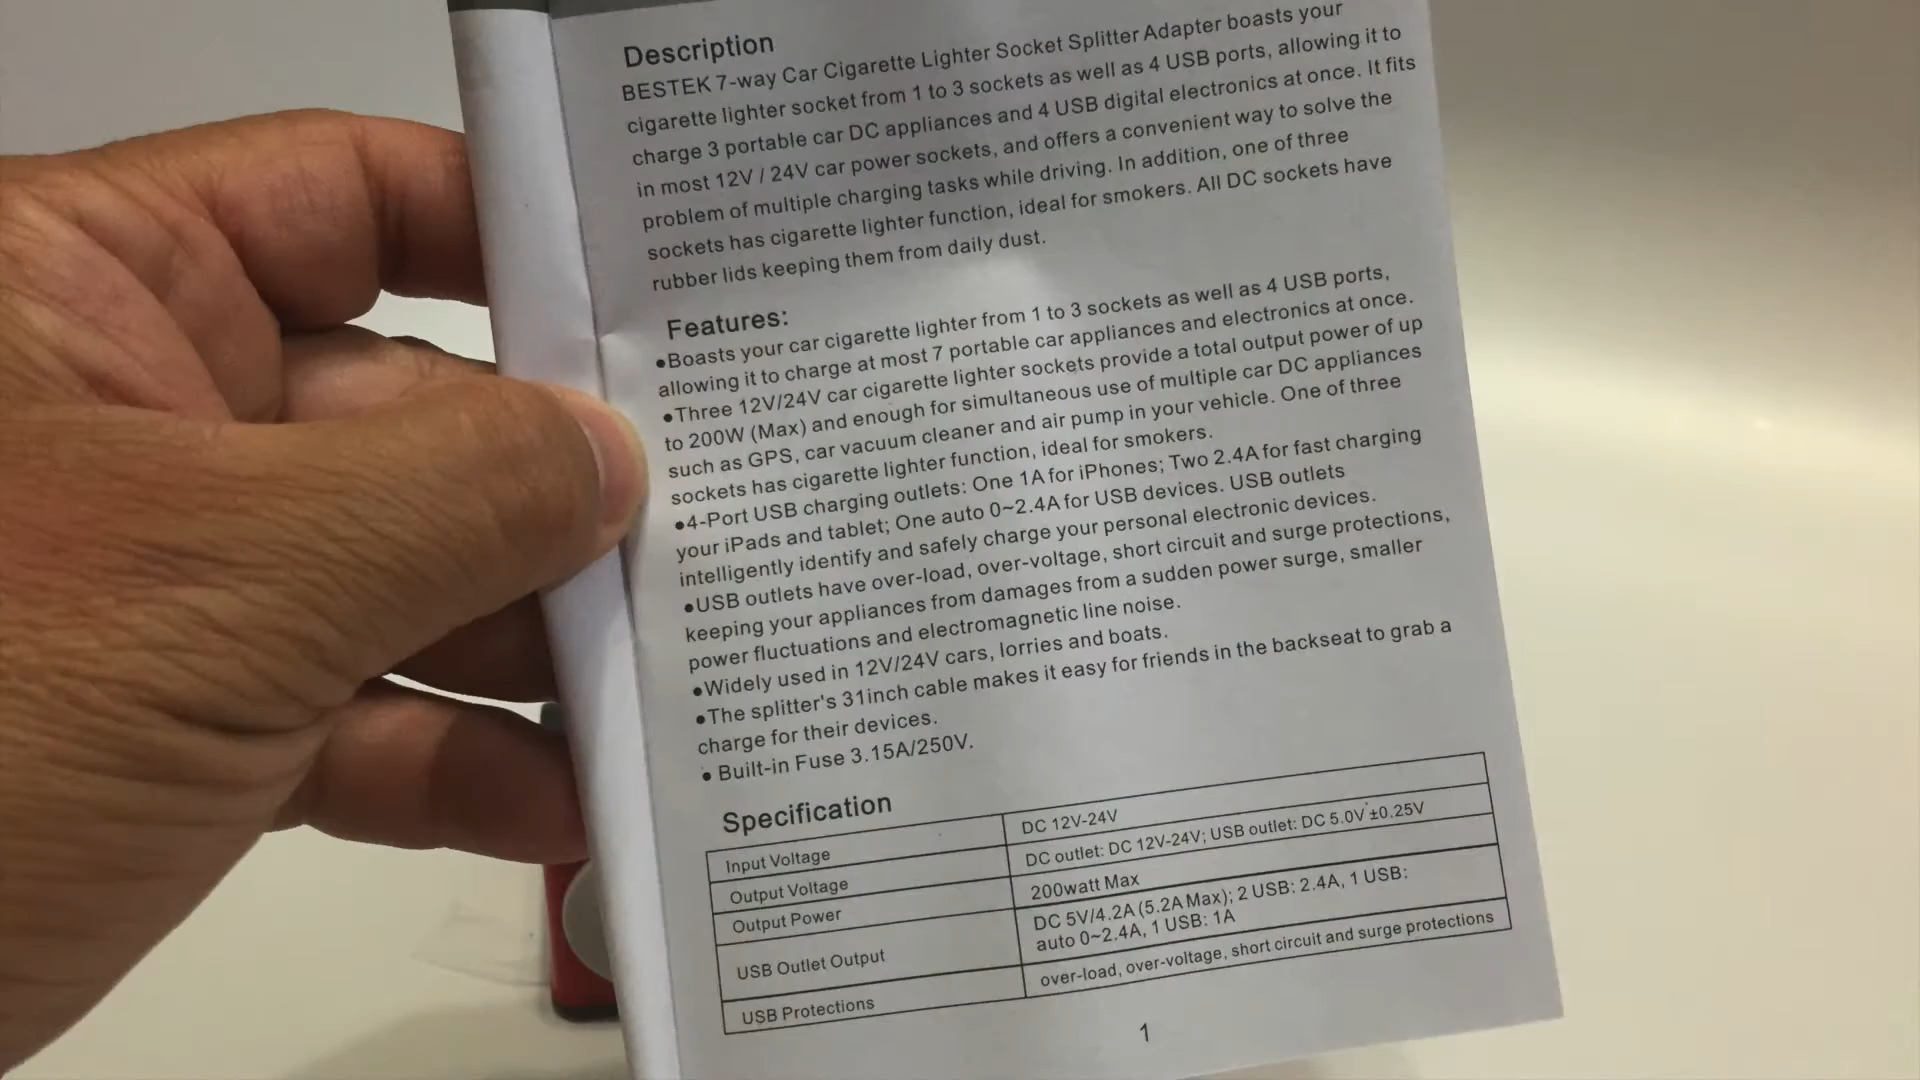 Description
BESTEK 7-way Car Cigarette Lighter Socket Splitter Adapter boasts your
cigarette lighter socket from 1 to 3 sockets as well as 4 USB ports, allowing it to
charge 3 portable car DC appliances and 4 USB digital electronics at once. It fits
in most 12V / 24V car power sockets, and offers a convenient way to solve the
problem of multiple charging tasks while driving. In addition, one of three
sockets has cigarette lighter function, ideal for smokers. All DC sockets have
rubber lids keeping them from daily dust.
Features:
●Boasts your car cigarette lighter from 1 to 3 sockets as well as 4 USB ports,
allowing it to charge at most 7 portable car appliances and electronics at once.
●Three 12V/24V car cigarette lighter sockets provide a total output power of up
to 200W (Max) and enough for simultaneous use of multiple car DC appliances
such as GPS, car vacuum cleaner and air pump in your vehicle. One of three
sockets has cigarette lighter function, ideal for smokers.
●4-Port USB charging outlets: One 1A for iPhones; Two 2.4A for fast charging
your iPads and tablet; One auto 0~2.4A for USB devices. USB outlets
intelligently identify and safely charge your personal electronic devices.
●USB outlets have over-load, over-voltage, short circuit and surge protections,
keeping your appliances from damages from a sudden power surge, smaller
power fluctuations and electromagnetic line noise.
●Widely used in 12V/24V cars, lorries and boats.
●The splitter's 31inch cable makes it easy for friends in the backseat to grab a
charge for their devices.
● Built-in Fuse 3.15A/250V.
Specification
Input Voltage DC 12V-24V
Output Voltage DC outlet: DC 12V-24V; USB outlet: DC 5.0V ±0.25V
Output Power 200watt Max
USB Outlet Output DC 5V/4.2A (5.2A Max); 2 USB: 2.4A, 1 USB:
auto 0~2.4A, 1 USB: 1A
USB Protections over-load, over-voltage, short circuit and surge protections
1